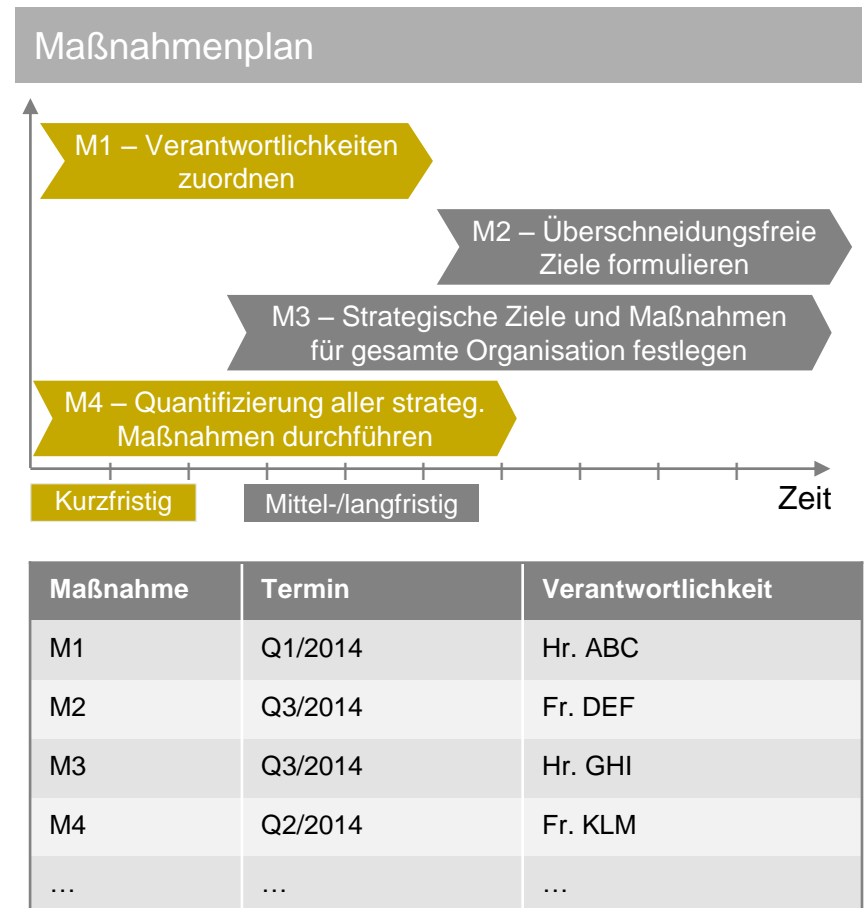 Maßnahmenplan
M1 – Verantwortlichkeiten
zuordnen
M2 – Überschneidungsfreie
Ziele formulieren
M3 – Strategische Ziele und Maßnahmen
für gesamte Organisation festlegen
M4 – Quantifizierung aller strateg.
Maßnahmen durchführen
Kurzfristig Mittel-/langfristig Zeit
Maßnahme Termin Verantwortlichkeit
M1 Q1/2014 Hr. ABC
M2 Q3/2014 Fr. DEF
M3 Q3/2014 Hr. GHI
M4 Q2/2014 Fr. KLM
… … …